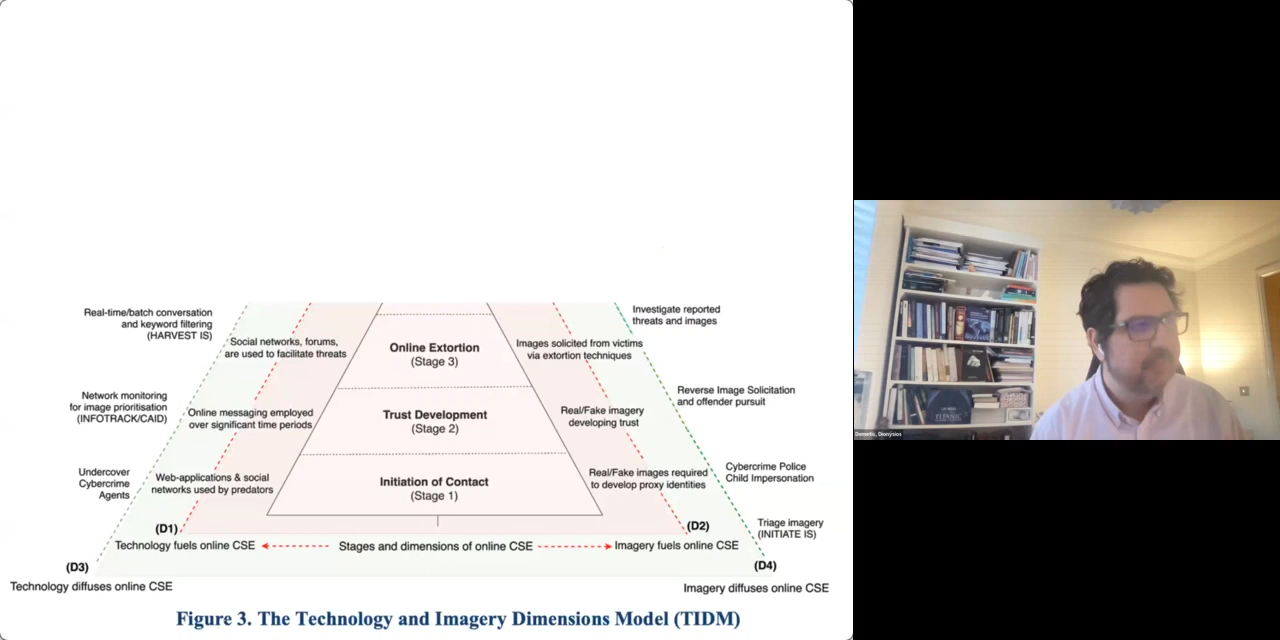 Real-time/batch conversation
and keyword filtering
(HARVEST IS)
Social networks, forums,
are used to facilitate threats
Online Extortion
(Stage 3)
Images solicited from victims
via extortion techniques
Investigate reported
threats and images
Network monitoring
for image prioritisation
(INFOTRACK/CAID)
Online messaging employed
over significant time periods
Trust Development
(Stage 2)
Real/Fake imagery
developing trust
Reverse Image Solicitation
and offender pursuit
Undercover
Cybercrime
Agents
Web-applications & social
networks used by predators
Initiation of Contact
(Stage 1)
Real/Fake images required
to develop proxy identities
Cybercrime Police
Child Impersonation
Triage imagery
(INITIATE IS)
(D1)
(D2)
Technology fuels online CSE
Stages and dimensions of online CSE
Imagery fuels online CSE
(D3)
(D4)
Technology diffuses online CSE
Imagery diffuses online CSE
Figure 3. The Technology and Imagery Dimensions Model (TIDM)
TITANIC
Demetis, Dionysios